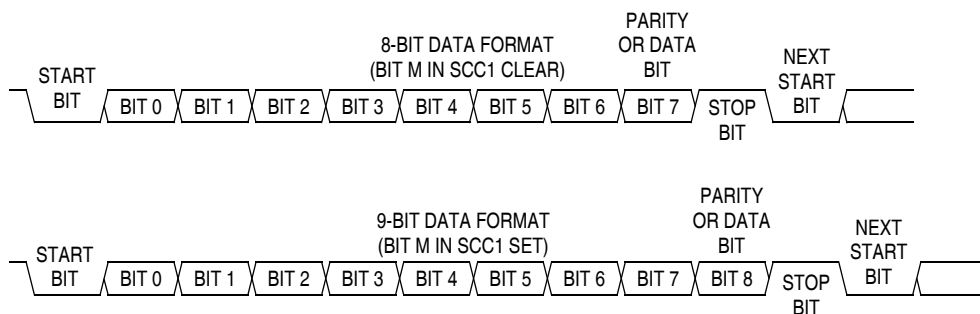 8-BIT DATA FORMAT
(BIT M IN SCC1 CLEAR)
PARITY
OR DATA
BIT
START
BIT
BIT 0
BIT 1
BIT 2
BIT 3
BIT 4
BIT 5
BIT 6
BIT 7
STOP
BIT
NEXT
START
BIT
9-BIT DATA FORMAT
(BIT M IN SCC1 SET)
PARITY
OR DATA
BIT
START
BIT
BIT 0
BIT 1
BIT 2
BIT 3
BIT 4
BIT 5
BIT 6
BIT 7
BIT 8
STOP
BIT
NEXT
START
BIT